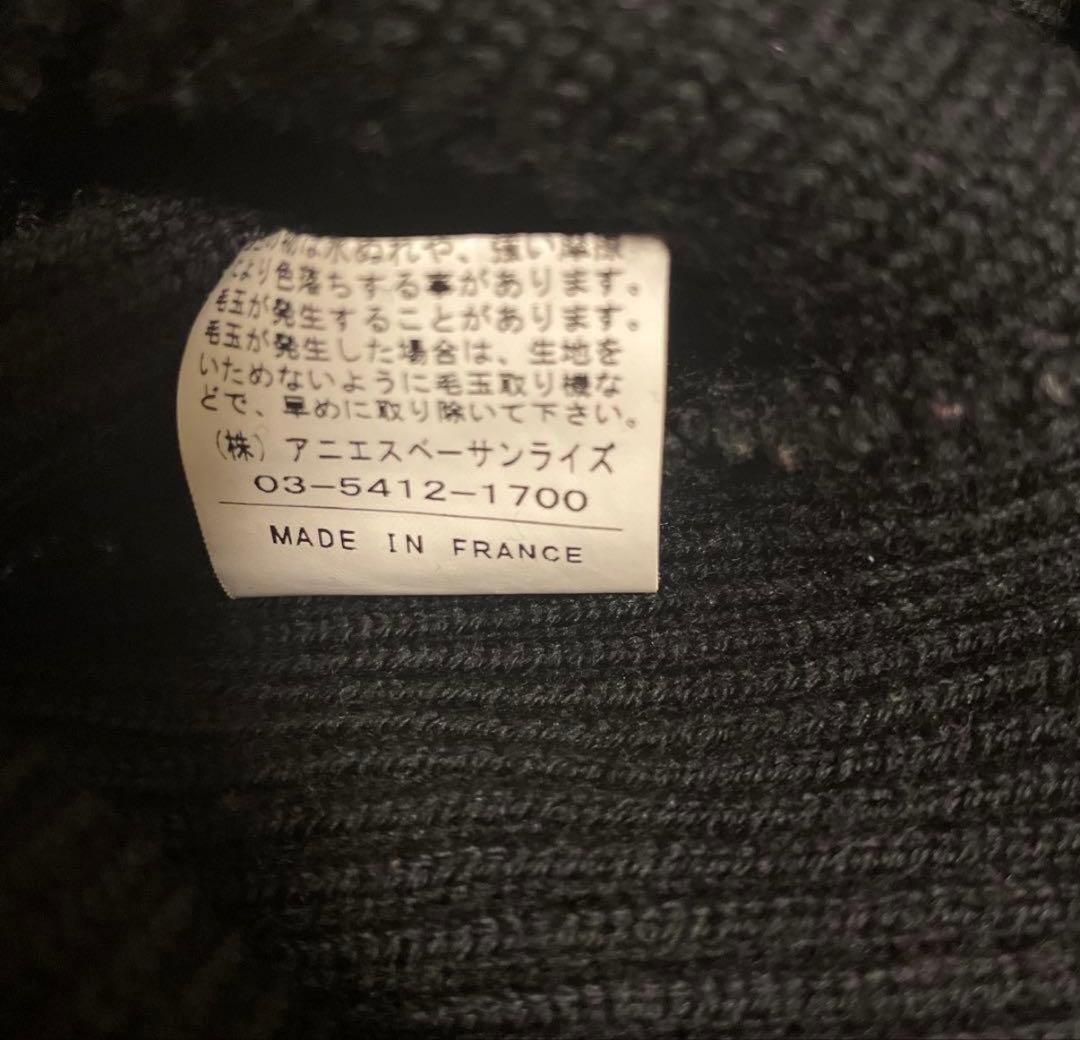 な水ぬれや、強い摩擦
より色落ちする事があります。
毛玉が発生することがあります。
毛玉が発生した場合は、生地を
いためないように毛玉取り機な
どで、早めに取り除いて下さい。
(株)アニエスベーサンライズ
03-5412-1700
MADE IN FRANCE